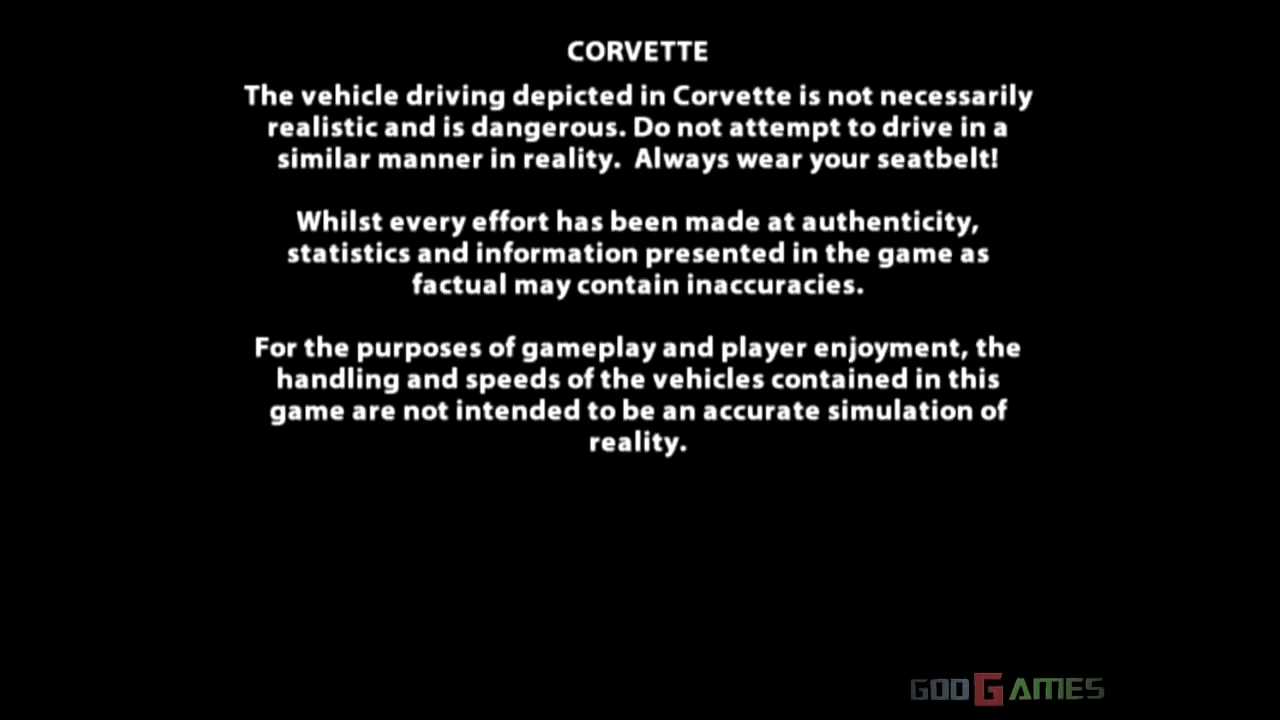 CORVETTE
The vehicle driving depicted in Corvette is not necessarily
realistic and is dangerous. Do not attempt to drive in a
similar manner in reality.  Always wear your seatbelt!
Whilst every effort has been made at authenticity,
statistics and information presented in the game as
factual may contain inaccuracies.
For the purposes of gameplay and player enjoyment, the
handling and speeds of the vehicles contained in this
game are not intended to be an accurate simulation of
reality.
GODGAMES